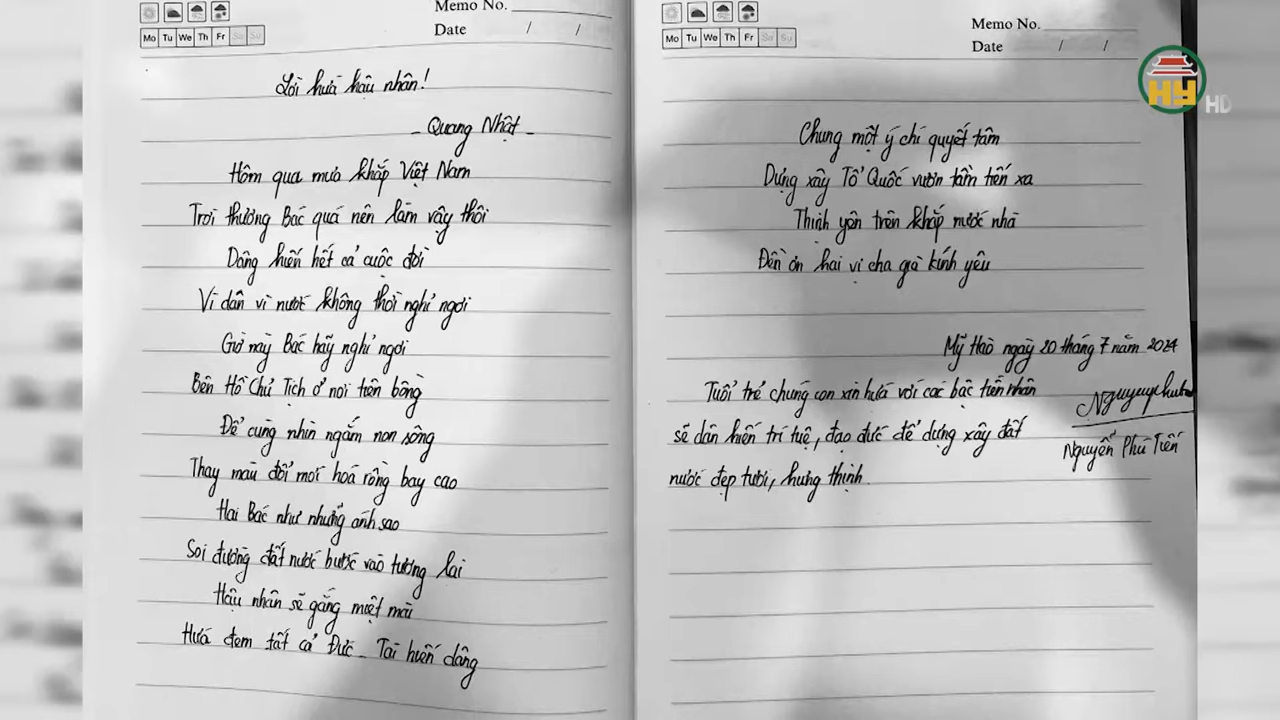 Memo No.
Mo Tu We Th Fr Sa Su
Date / /
Lời hứa hậu nhân!
- Quang Nhật -
Hôm qua mưa khắp Việt Nam
Trời thương Bác quá nên làm vậy thôi
Dâng hiến hết cả cuộc đời
Vì dân vì nước không thời nghỉ ngơi
Giờ này Bác hãy nghỉ ngơi
Bên Hồ Chủ Tịch ở nơi tiên bồng
Để cùng nhìn ngắm non sông
Thay màu đổi mới hoá rồng bay cao
Hai Bác như những ánh sao
Soi đường đất nước bước vào tương lai
Hậu nhân sẽ gắng miệt mài
Hứa đem tất cả Đức - Tài hiến dâng
Memo No.
Mo Tu We Th Fr Sa Su
Date / /
Chung một ý chí quyết tâm
Dựng xây Tổ Quốc vươn tầm tiến xa
Thịnh yên trên khắp nước nhà
Đền ơn hai vị cha già kính yêu
Mỹ Hào ngày 20 tháng 7 năm 2024
Tuổi trẻ chúng con xin hứa với các bậc tiền nhân
sẽ dân hiến trí tuệ, đạo đức để dựng xây đất
nước đẹp tươi, hưng thịnh.
Nguyễn Phú Tiến
HY HD